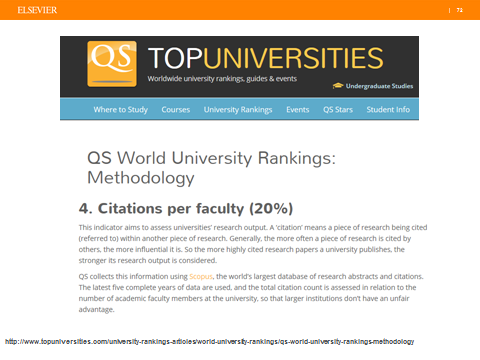 ELSEVIER
| 72
QS
TOPUNIVERSITIES
Worldwide university rankings, guides & events
Undergraduate Studies
Where to Study Courses University Rankings Events QS Stars Student Info
QS World University Rankings:
Methodology
4. Citations per faculty (20%)
This indicator aims to assess universities' research output. A 'citation' means a piece of research being cited
(referred to) within another piece of research. Generally, the more often a piece of research is cited by
others, the more influential it is. So the more highly cited research papers a university publishes, the
stronger its research output is considered.
QS collects this information using Scopus, the world's largest database of research abstracts and citations.
The latest five complete years of data are used, and the total citation count is assessed in relation to the
number of academic faculty members at the university, so that larger institutions don't have an unfair
advantage.
http://www.topuniversities.com/university-rankings-articles/world-university-rankings/qs-world-university-rankings-methodology